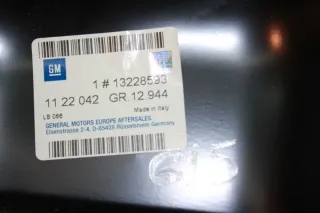 GM
1 # 13228593
11 22 042 GR.12.944
LB 066 Made in Italy
GENERAL MOTORS EUROPE AFTERSALES,
Eisenstrasse 2-4, D-65428 Rüsselsheim Germany